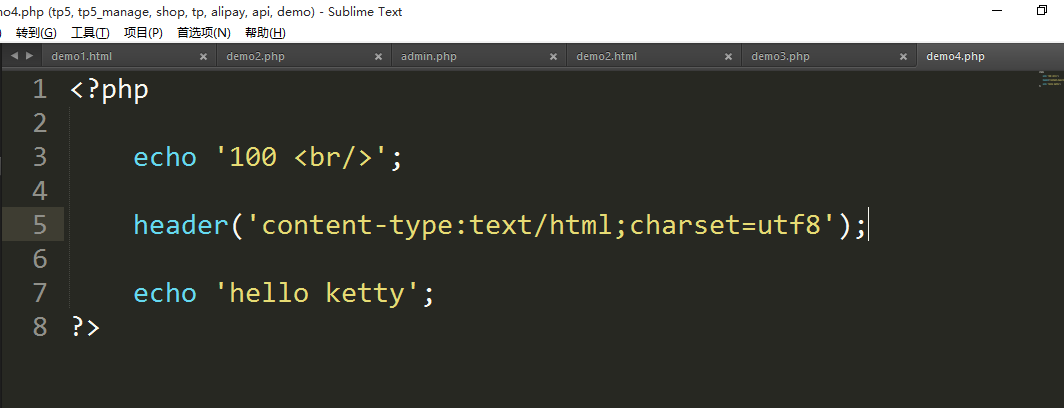 no4.php (tp5, tp5_manage, shop, tp, alipay, api, demo) - Sublime Text
) 转到(G) 工具(T) 项目(P) 首选项(N) 帮助(H)
demo1.html demo2.php admin.php demo2.html demo3.php demo4.php
1 <?php
2
3 echo '100 <br/>';
4
5 header('content-type:text/html;charset=utf8');
6
7 echo 'hello ketty';
8 ?>